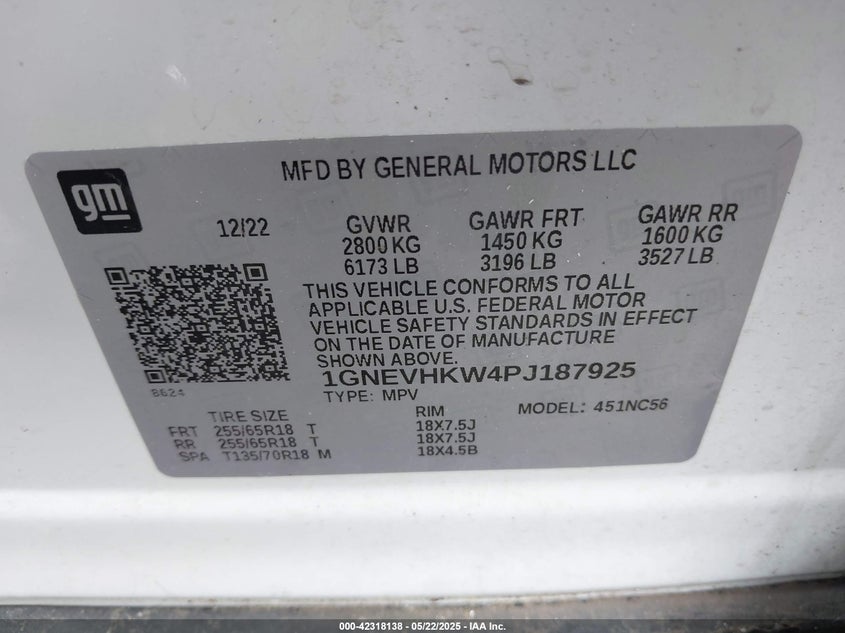 gm
MFD BY GENERAL MOTORS LLC
12/22 GVWR GAWR FRT GAWR RR
2800 KG 1450 KG 1600 KG
6173 LB 3196 LB 3527 LB
THIS VEHICLE CONFORMS TO ALL
APPLICABLE U.S. FEDERAL MOTOR
VEHICLE SAFETY STANDARDS IN EFFECT
ON THE DATE OF MANUFACTURE
SHOWN ABOVE.
1GNEVHKW4PJ187925
8624
TYPE: MPV MODEL: 451NC56
TIRE SIZE RIM
FRT 255/65R18 T 18X7.5J
RR 255/65R18 T 18X7.5J
SPA T135/70R18 M 18X4.5B
000-42318138 - 05/22/2025 - IAA Inc.